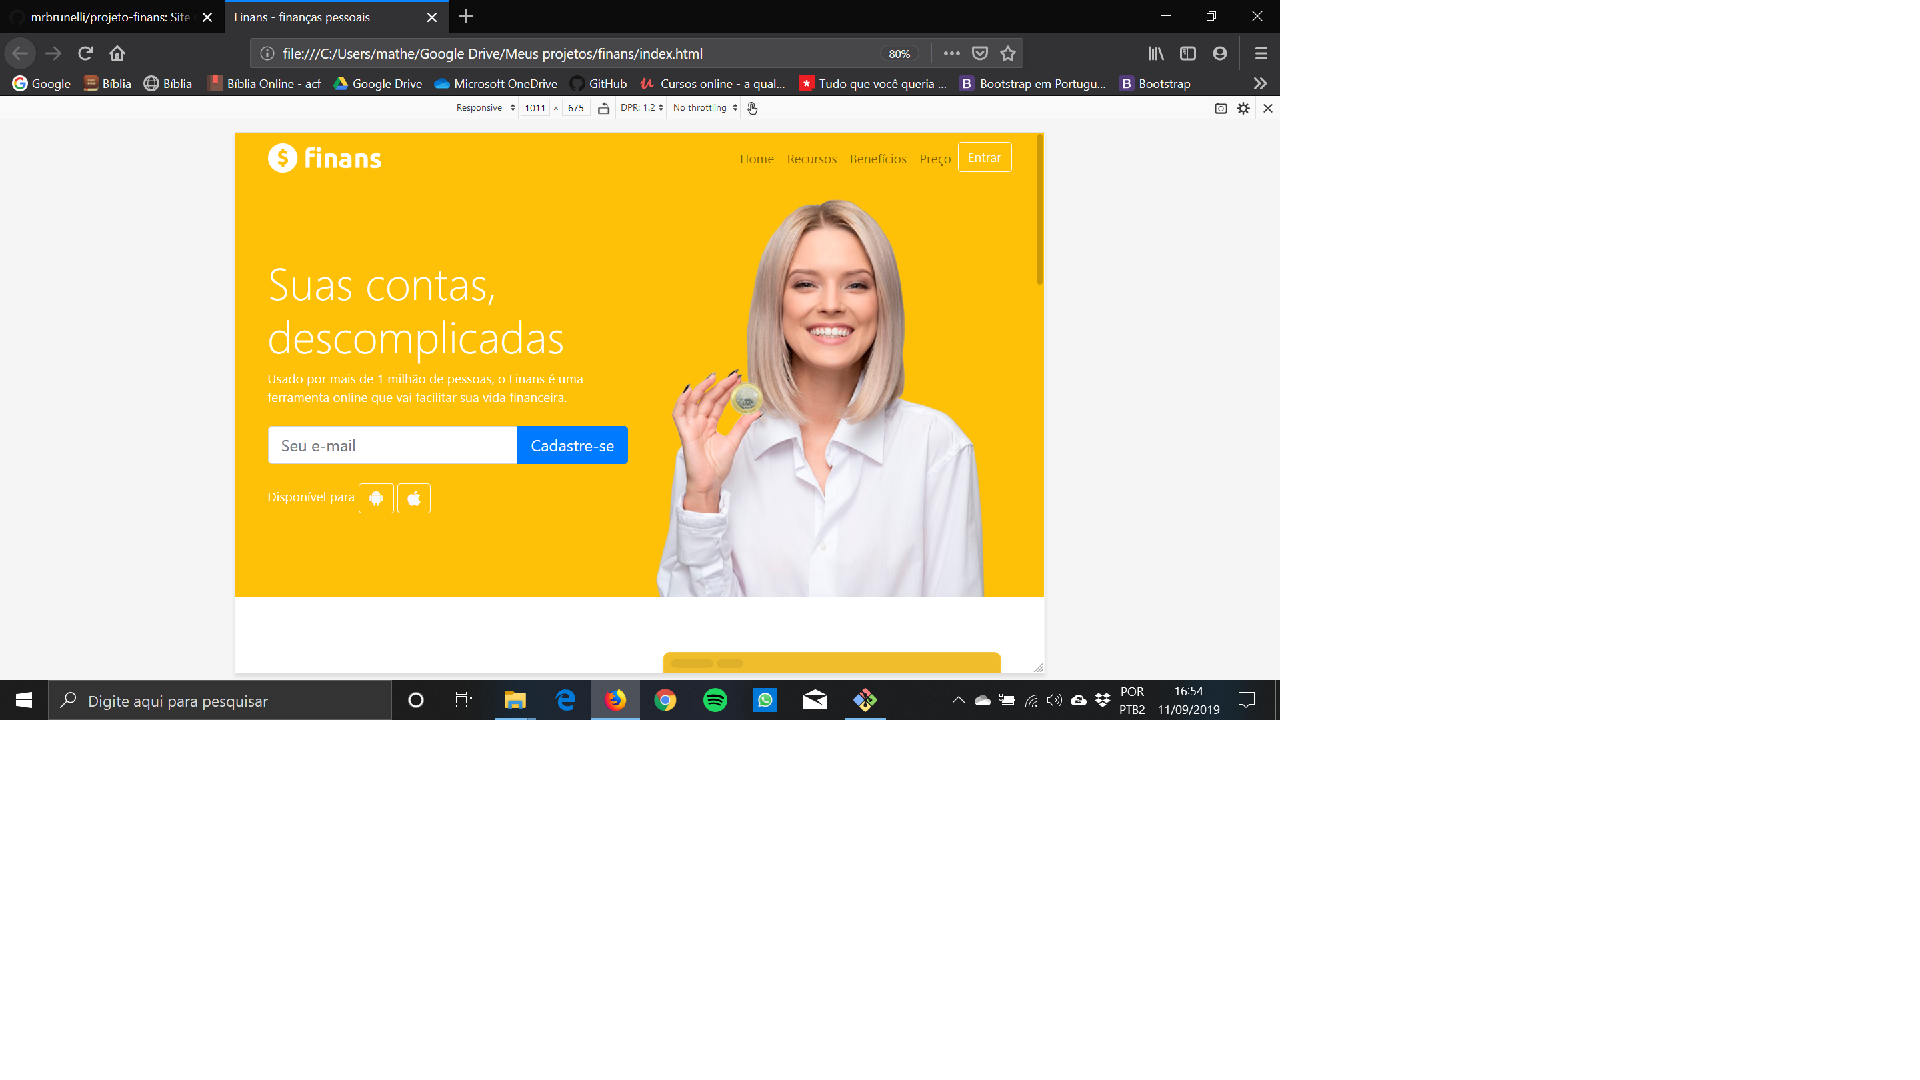 mrbrunelli/projeto-finans: Site
Finans - finanças pessoais
file:///C:/Users/mathe/Google Drive/Meus projetos/finans/index.html
80%
Google Bíblia Bíblia Bíblia Online - acf Google Drive Microsoft OneDrive GitHub Cursos online - a qual... Tudo que você queria ... Bootstrap em Portugu... Bootstrap
Responsive 1011 × 675 DPR: 1.2 No throttling
$ finans
Home Recursos Benefícios Preço Entrar
Suas contas,
descomplicadas
Usado por mais de 1 milhão de pessoas, o Finans é uma
ferramenta online que vai facilitar sua vida financeira.
Seu e-mail Cadastre-se
Disponível para
Digite aqui para pesquisar
POR
PTB2
16:54
11/09/2019